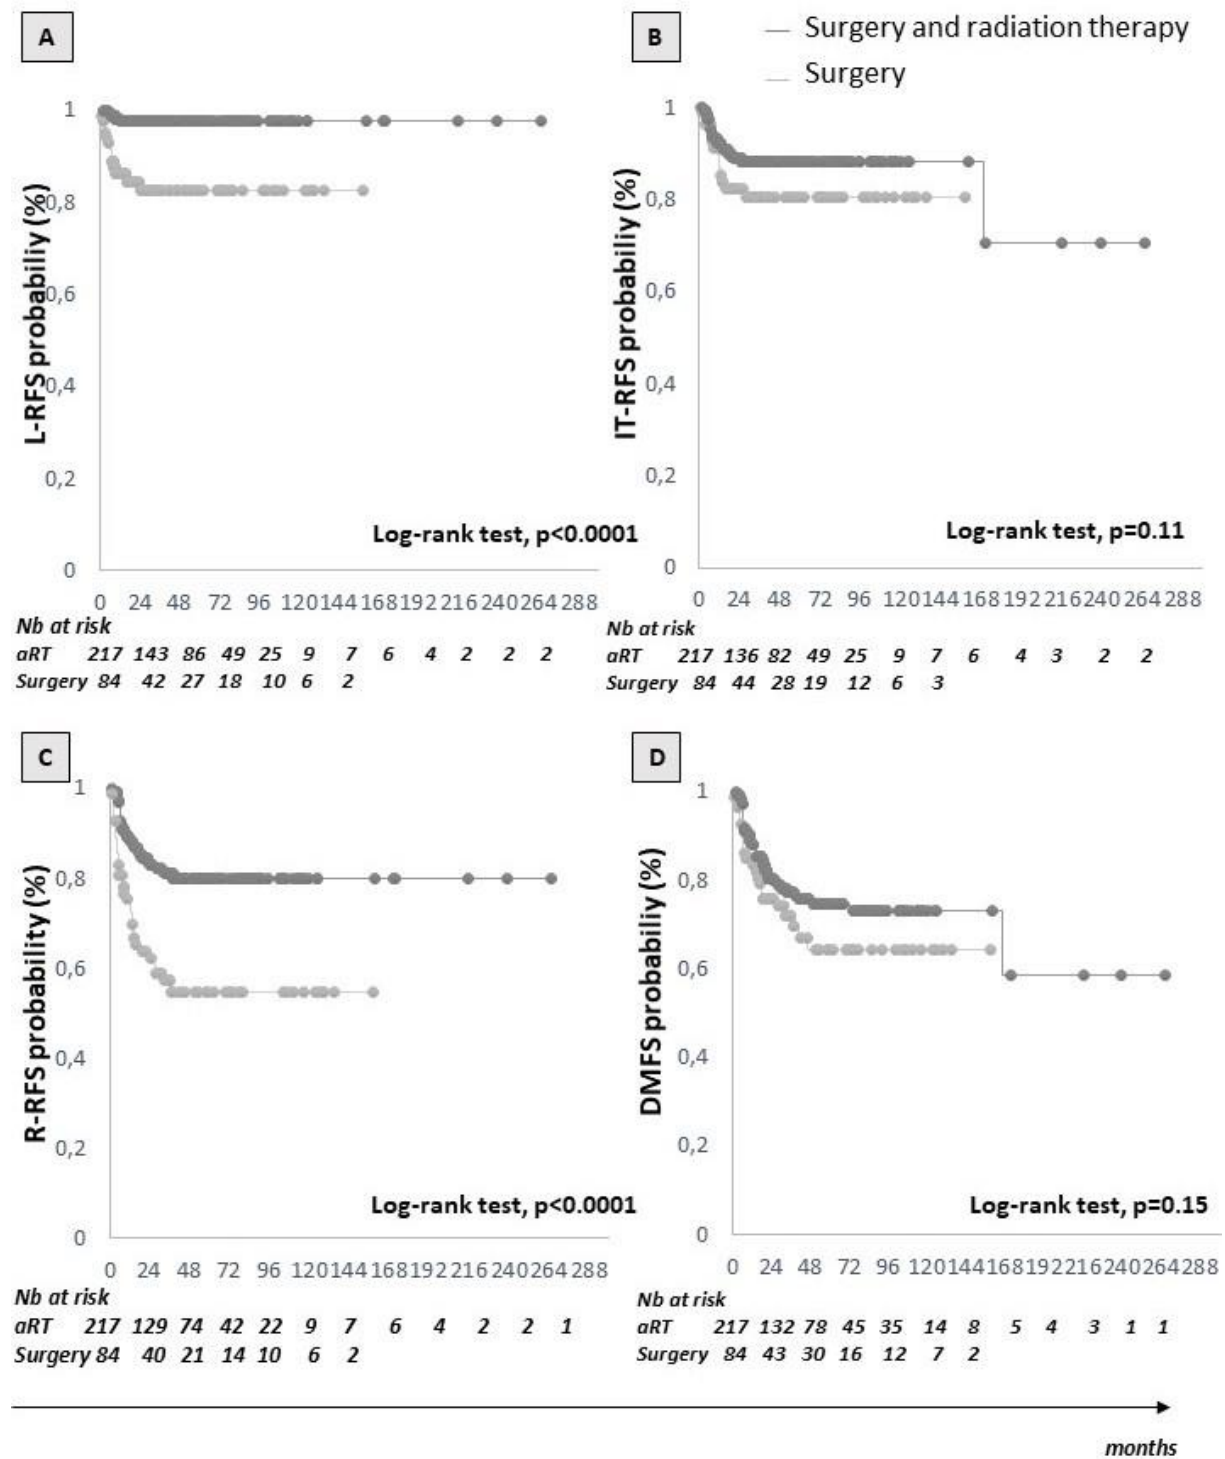 A
B
Surgery and radiation therapy
Surgery
L-RFS probabiliy (%)
1
0,8
0,6
0,4
0,2
0
Log-rank test, p<0.0001
0 24 48 72 96 120 144 168 192 216 240 264 288
Nb at risk
aRT 217 143 86 49 25 9 7 6 4 2 2 2
Surgery 84 42 27 18 10 6 2
IT-RFS probabiliy (%)
1
0,8
0,6
0,4
0,2
0
Log-rank test, p=0.11
0 24 48 72 96 120 144 168 192 216 240 264 288
Nb at risk
aRT 217 136 82 49 25 9 7 6 4 3 2 2
Surgery 84 44 28 19 12 6 3
C
R-RFS probability (%)
1
0,8
0,6
0,4
0,2
0
Log-rank test, p<0.0001
0 24 48 72 96 120 144 168 192 216 240 264 288
Nb at risk
aRT 217 129 74 42 22 9 7 6 4 2 2 1
Surgery 84 40 21 14 10 6 2
D
DMFS probabiliy (%)
1
0,8
0,6
0,4
0,2
0
Log-rank test, p=0.15
0 24 48 72 96 120 144 168 192 216 240 264 288
Nb at risk
aRT 217 132 78 45 35 14 8 5 4 3 1 1
Surgery 84 43 30 16 12 7 2
months